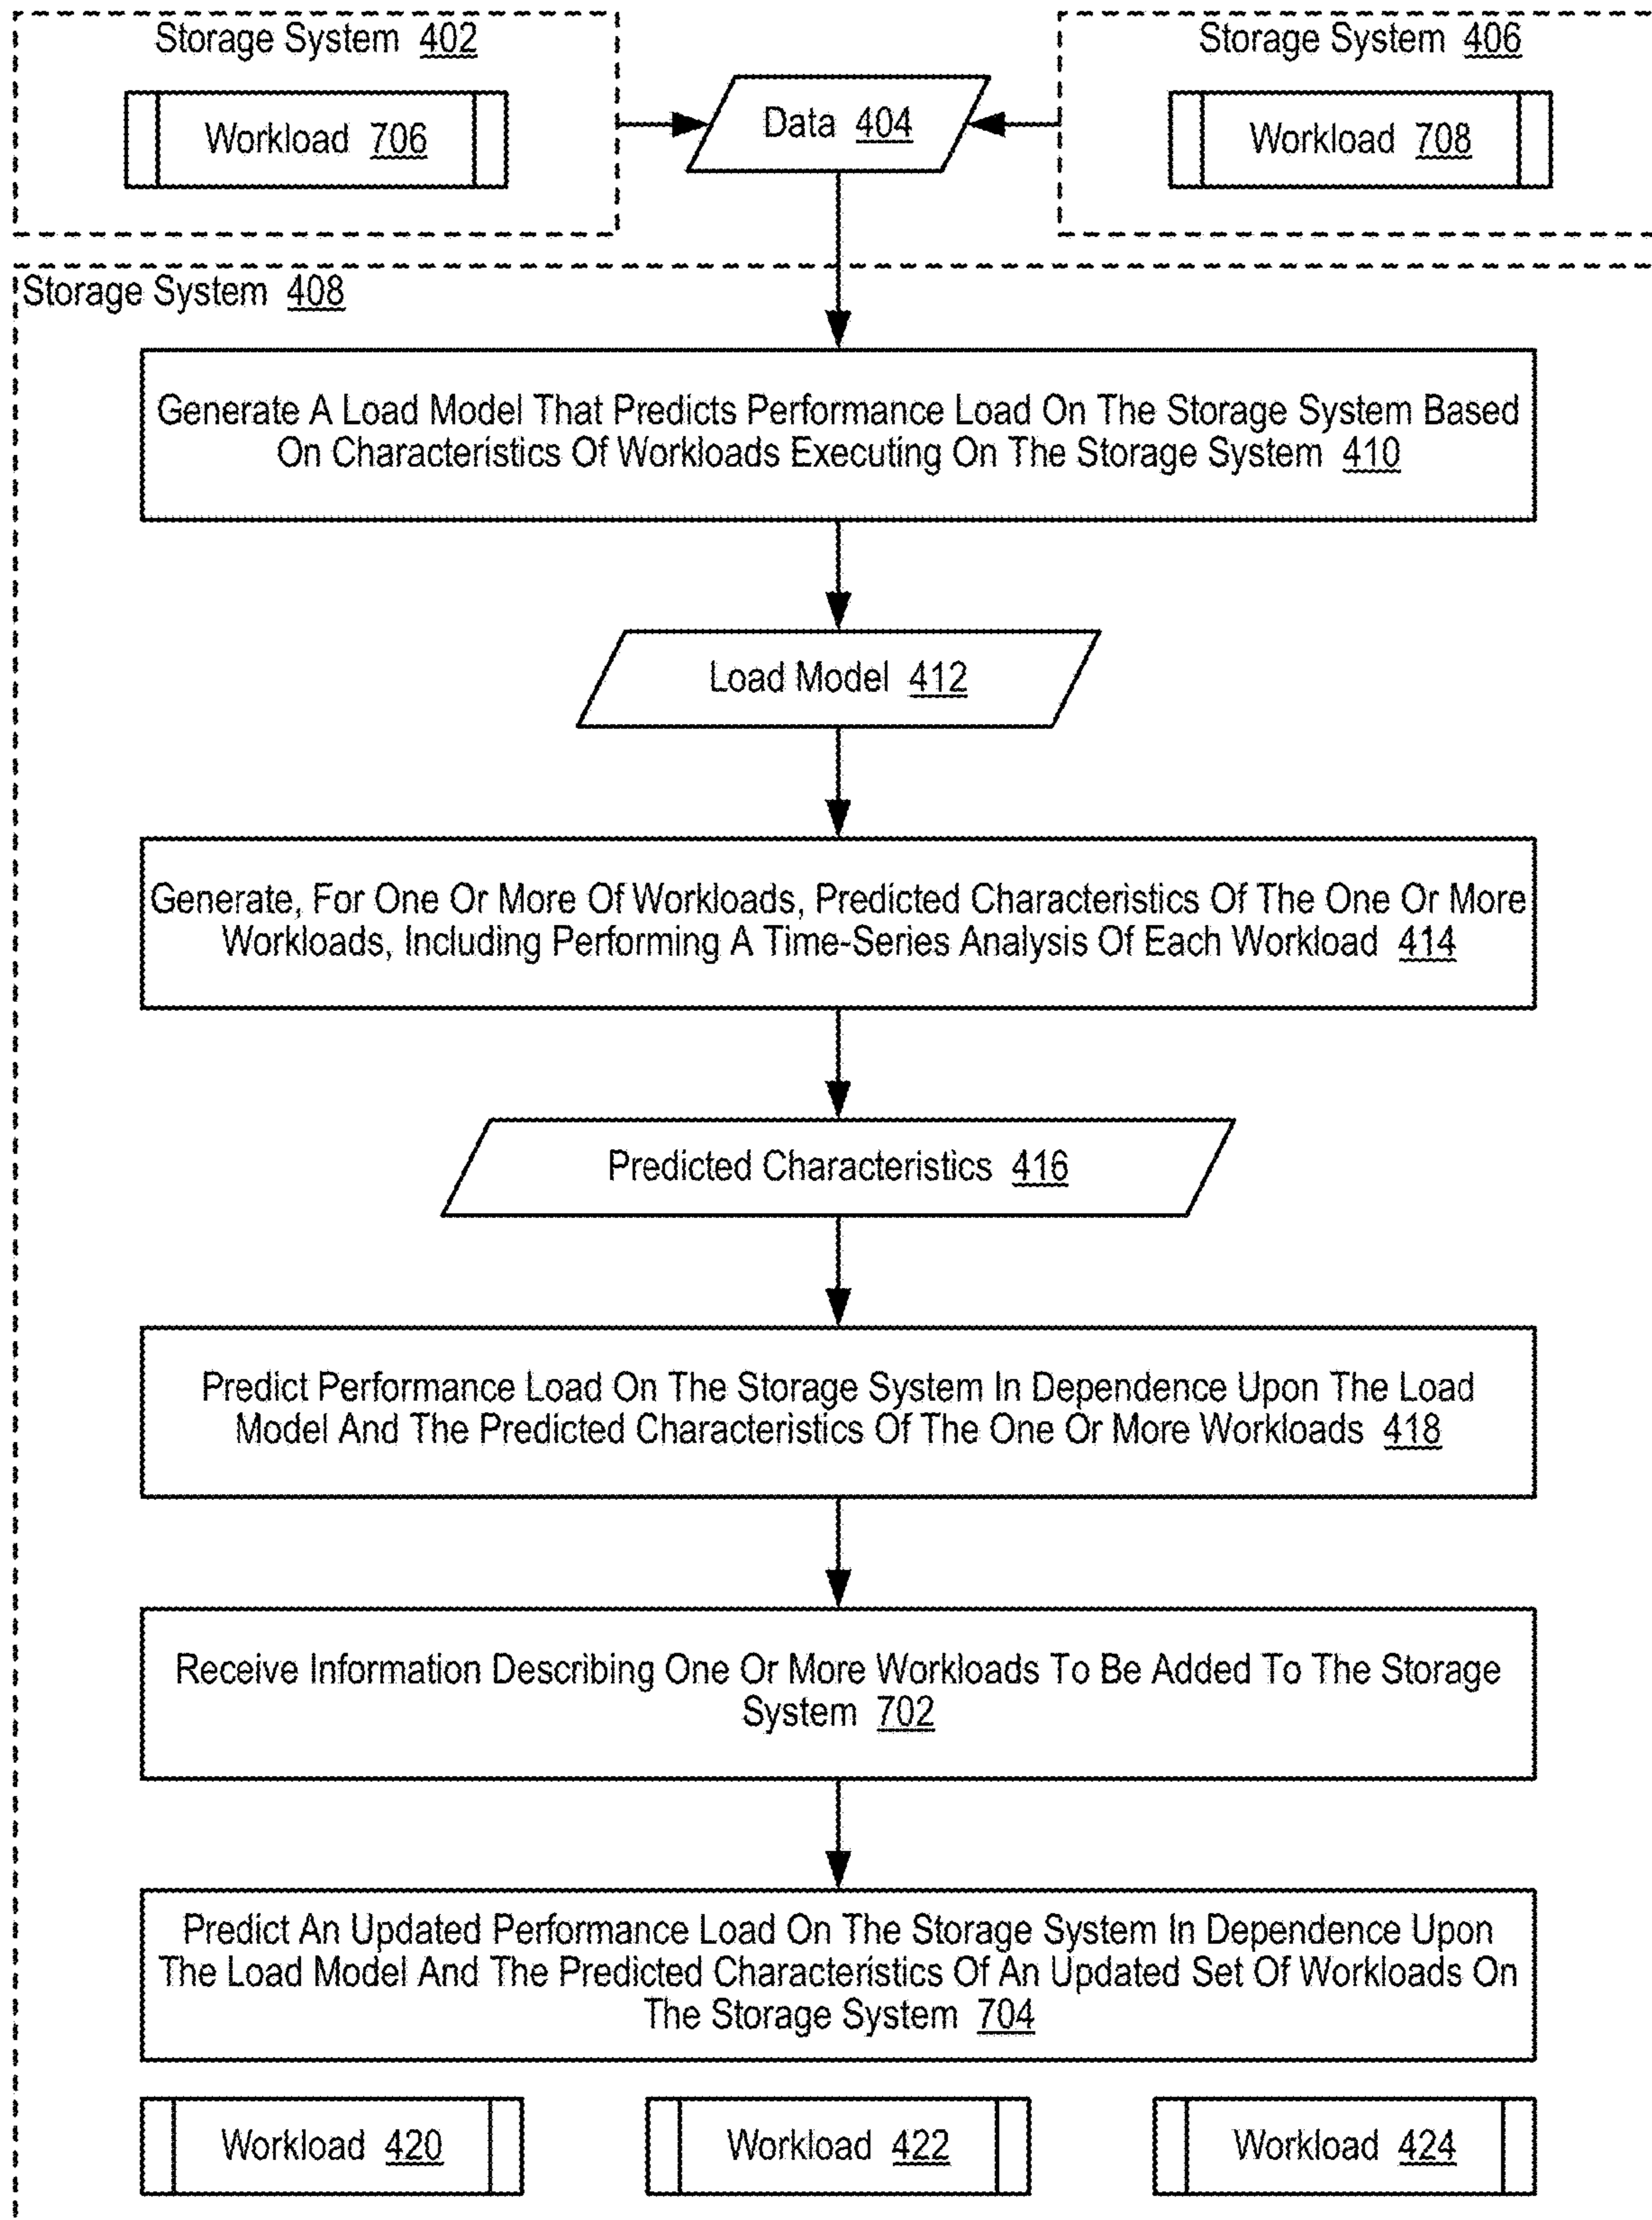 Storage System 402
Storage System 406
Data 404
Workload 706
Workload 708
Storage System 408
Generate A Load Model That Predicts Performance Load On The Storage System Based
On Characteristics Of Workloads Executing On The Storage System 410
Load Model 412
Generate, For One Or More Of Workloads, Predicted Characteristics Of The One Or More
Workloads, Including Performing A Time-Series Analysis Of Each Workload 414
Predicted Characteristics 416
Predict Performance Load On The Storage System In Dependence Upon The Load
Model And The Predicted Characteristics Of The One Or More Workloads 418
Receive Information Describing One Or More Workloads To Be Added To The Storage
System 702
Predict An Updated Performance Load On The Storage System In Dependence Upon
The Load Model And The Predicted Characteristics Of An Updated Set Of Workloads On
The Storage System 704
Workload 420
Workload 422
Workload 424